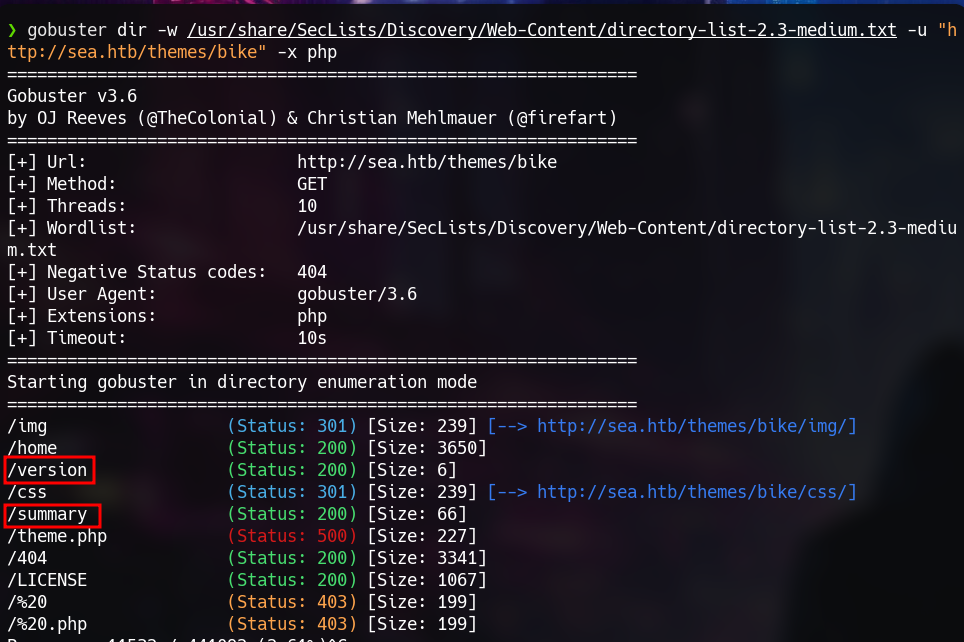 ❯ gobuster dir -w /usr/share/SecLists/Discovery/Web-Content/directory-list-2.3-medium.txt -u "h
ttp://sea.htb/themes/bike" -x php
===============================================================
Gobuster v3.6
by OJ Reeves (@TheColonial) & Christian Mehlmauer (@firefart)
===============================================================
[+] Url:                     http://sea.htb/themes/bike
[+] Method:                  GET
[+] Threads:                 10
[+] Wordlist:                /usr/share/SecLists/Discovery/Web-Content/directory-list-2.3-mediu
m.txt
[+] Negative Status codes:   404
[+] User Agent:              gobuster/3.6
[+] Extensions:              php
[+] Timeout:                 10s
===============================================================
Starting gobuster in directory enumeration mode
===============================================================
/img                  (Status: 301) [Size: 239] [--> http://sea.htb/themes/bike/img/]
/home                 (Status: 200) [Size: 3650]
/version              (Status: 200) [Size: 6]
/css                  (Status: 301) [Size: 239] [--> http://sea.htb/themes/bike/css/]
/summary              (Status: 200) [Size: 66]
/theme.php            (Status: 500) [Size: 227]
/404                  (Status: 200) [Size: 3341]
/LICENSE              (Status: 200) [Size: 1067]
/%20                  (Status: 403) [Size: 199]
/%20.php              (Status: 403) [Size: 199]